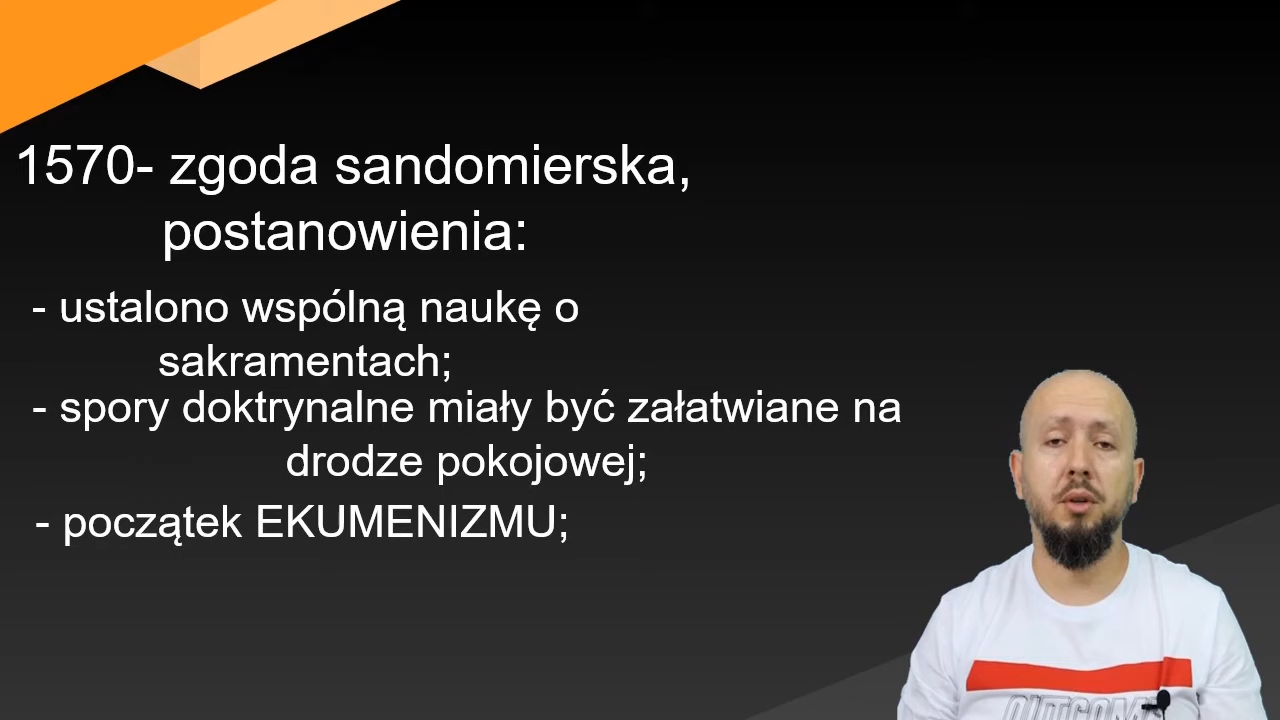 1570- zgoda sandomierska,
postanowienia:
- ustalono wspólną naukę o
sakramentach;
- spory doktrynalne miały być załatwiane na
drodze pokojowej;
- początek EKUMENIZMU;